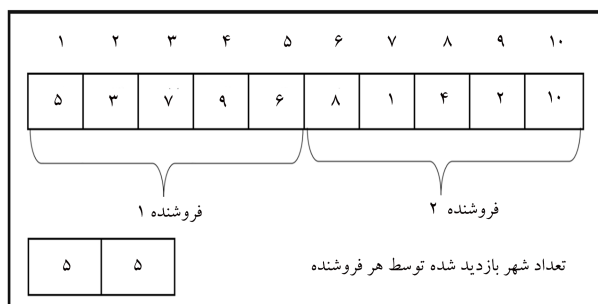 ۱ ۲ ۳ ۴ ۵ ۶ ۷ ۸ ۹ ۱۰
۵ ۳ ۷ ۹ ۶ ۸ ۱ ۴ ۲ ۱۰
فروشنده ۱
فروشنده ۲
۵ ۵
تعداد شهر بازدید شده توسط هر فروشنده